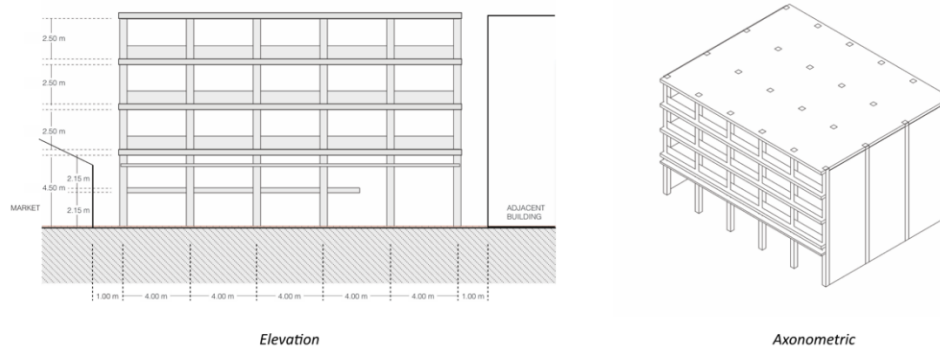 2.50 m
2.50 m
2.50 m
4.50 m
2.15 m
2.15 m
MARKET
ADJACENT
BUILDING
1.00 m 4.00 m 4.00 m 4.00 m 4.00 m 4.00 m 1.00 m
Elevation
Axonometric